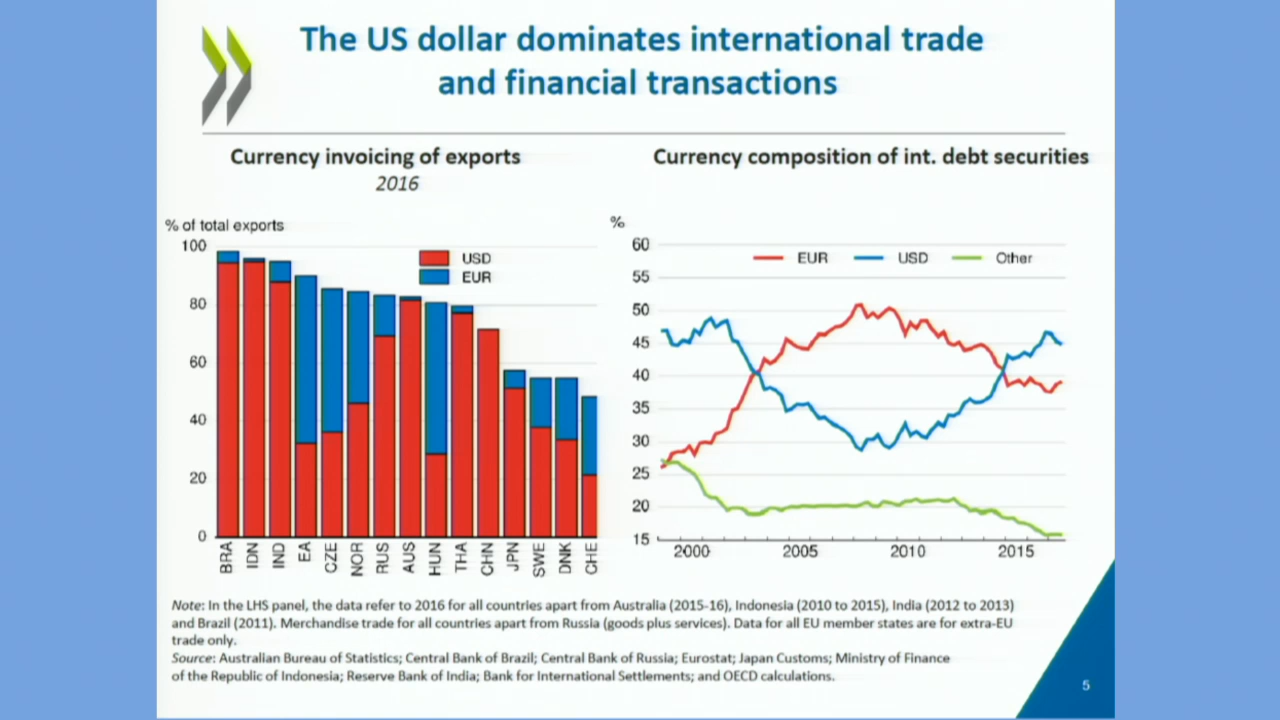 The US dollar dominates international trade
and financial transactions
Currency invoicing of exports
2016
Currency composition of int. debt securities
% of total exports
100
80
60
40
20
0
USD
EUR
BRA
IDN
IND
EA
CZE
NOR
RUS
AUS
HUN
THA
CHN
JPN
SWE
DNK
CHE
%
60
55
50
45
40
35
30
25
20
15
EUR
USD
Other
2000
2005
2010
2015
Note: In the LHS panel, the data refer to 2016 for all countries apart from Australia (2015-16), Indonesia (2010 to 2015), India (2012 to 2013)
and Brazil (2011). Merchandise trade for all countries apart from Russia (goods plus services). Data for all EU member states are for extra-EU
trade only.
Source: Australian Bureau of Statistics; Central Bank of Brazil; Central Bank of Russia; Eurostat; Japan Customs; Ministry of Finance
of the Republic of Indonesia; Reserve Bank of India; Bank for International Settlements; and OECD calculations.
5